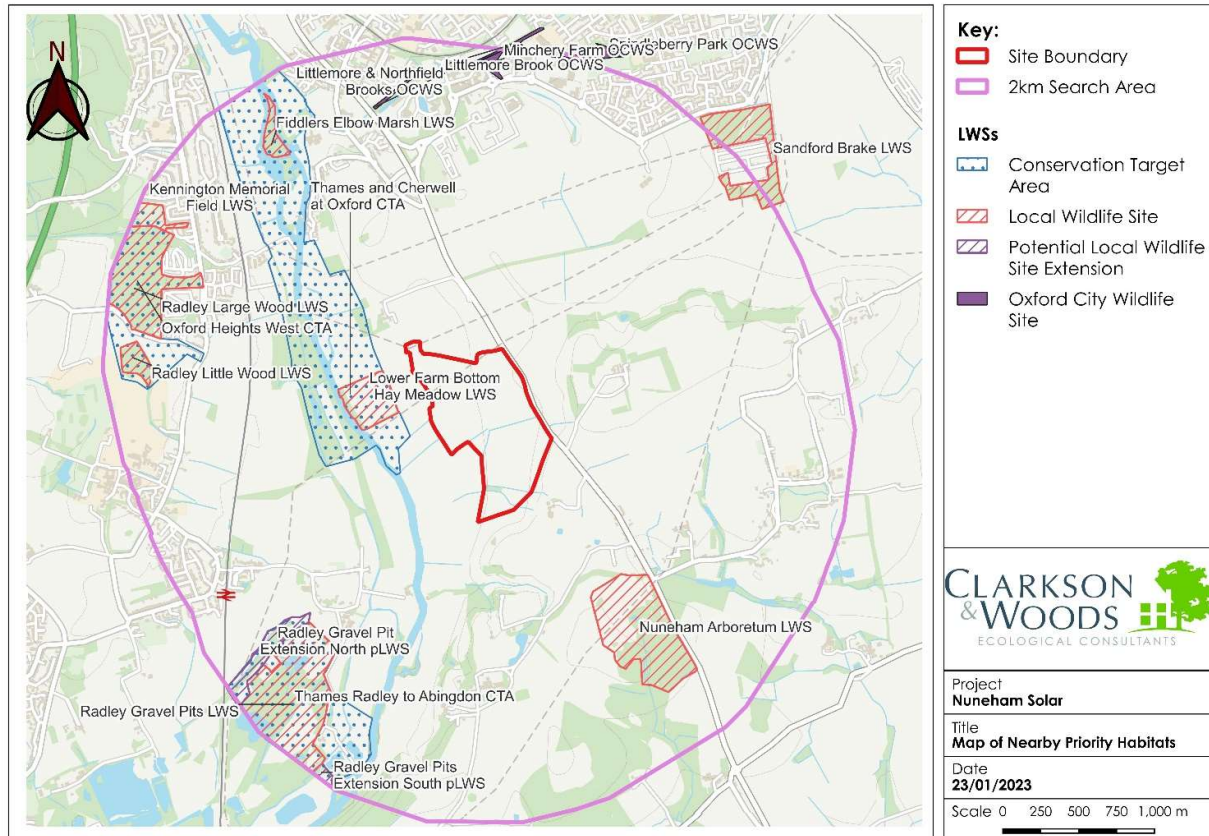 N
Spindleberry Park OCWS
Minchery Farm OCWS
Littlemore Brook OCWS
Littlemore & Northfield
Brooks OCWS
Fiddlers Elbow Marsh LWS
Sandford Brake LWS
Kennington Memorial
Field LWS
Thames and Cherwell
at Oxford CTA
Radley Large Wood LWS
Oxford Heights West CTA
Radley Little Wood LWS
Lower Farm Bottom
Hay Meadow LWS
Nuneham Arboretum LWS
Radley Gravel Pit
Extension North pLWS
Thames Radley to Abingdon CTA
Radley Gravel Pits LWS
Radley Gravel Pits
Extension South pLWS
Key:
Site Boundary
2km Search Area
LWSs
Conservation Target
Area
Local Wildlife Site
Potential Local Wildlife
Site Extension
Oxford City Wildlife
Site
CLARKSON
& WOODS
ECOLOGICAL CONSULTANTS
Project
Nuneham Solar
Title
Map of Nearby Priority Habitats
Date
23/01/2023
Scale 0 250 500 750 1,000 m